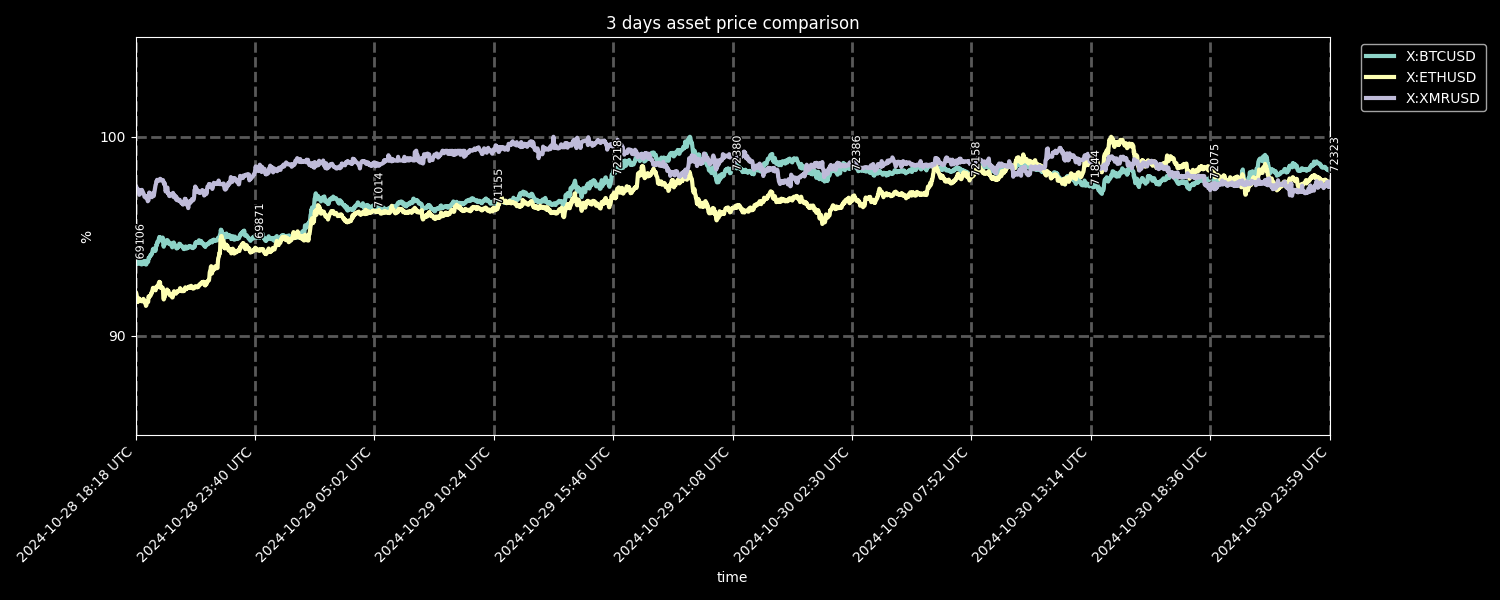 3 days asset price comparison
X:BTCUSD
X:ETHUSD
X:XMRUSD
100
90
%
69106
69871
71014
71155
72218
72380
72386
72158
71844
72075
72323
2024-10-28 18:18 UTC
2024-10-28 23:40 UTC
2024-10-29 05:02 UTC
2024-10-29 10:24 UTC
2024-10-29 15:46 UTC
2024-10-29 21:08 UTC
2024-10-30 02:30 UTC
2024-10-30 07:52 UTC
2024-10-30 13:14 UTC
2024-10-30 18:36 UTC
2024-10-30 23:59 UTC
time